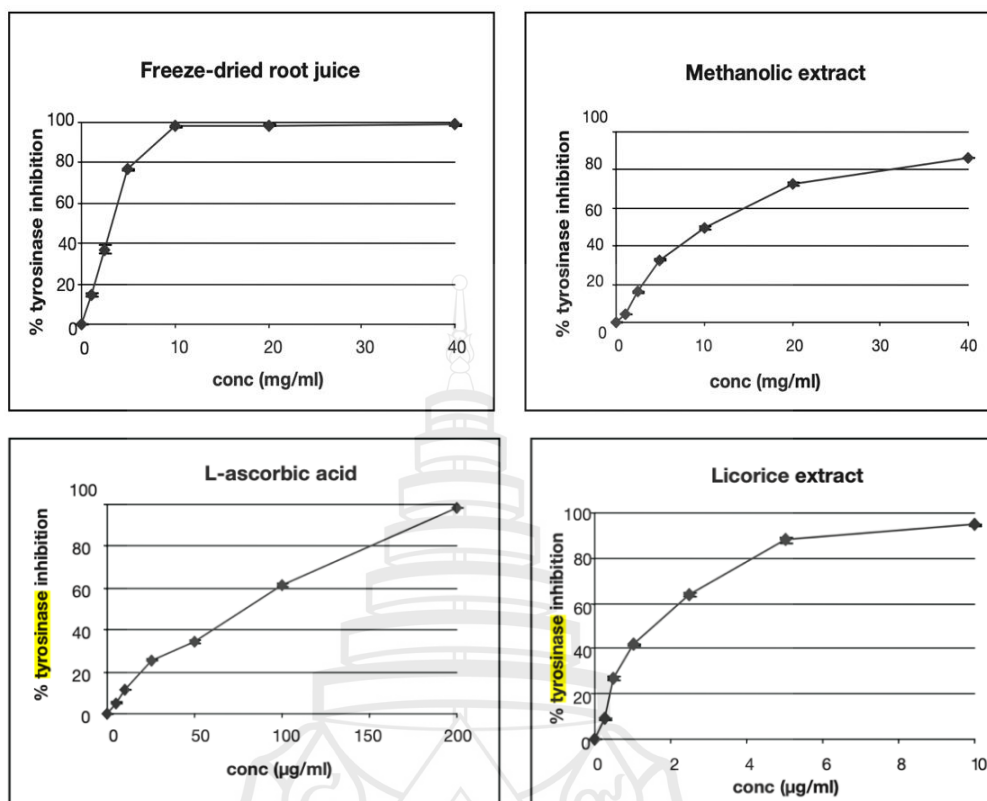 Freeze-dried root juice
% tyrosinase inhibition
100
80
60
40
20
0
0 10 20 30 40
conc (mg/ml)
Methanolic extract
% tyrosinase inhibition
100
80
60
40
20
0
0 10 20 30 40
conc (mg/ml)
L-ascorbic acid
% tyrosinase inhibition
100
80
60
40
20
0
0 50 100 150 200
conc (µg/ml)
Licorice extract
% tyrosinase inhibition
100
80
60
40
20
0
0 2 4 6 8 10
conc (µg/ml)